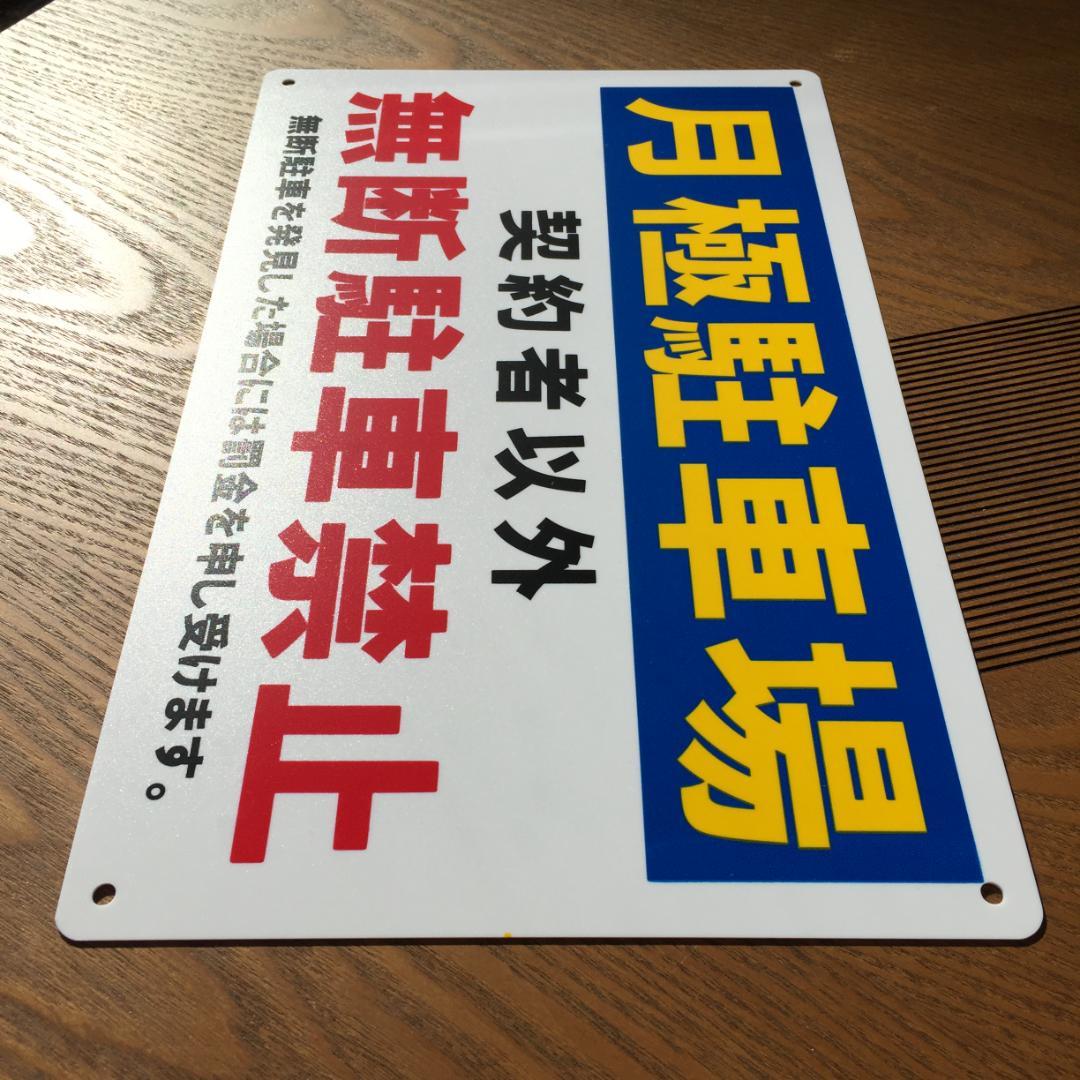 月極駐車場
契約者以外
無断駐車禁止
無断駐車を発見した場合には罰金を申し受けます。